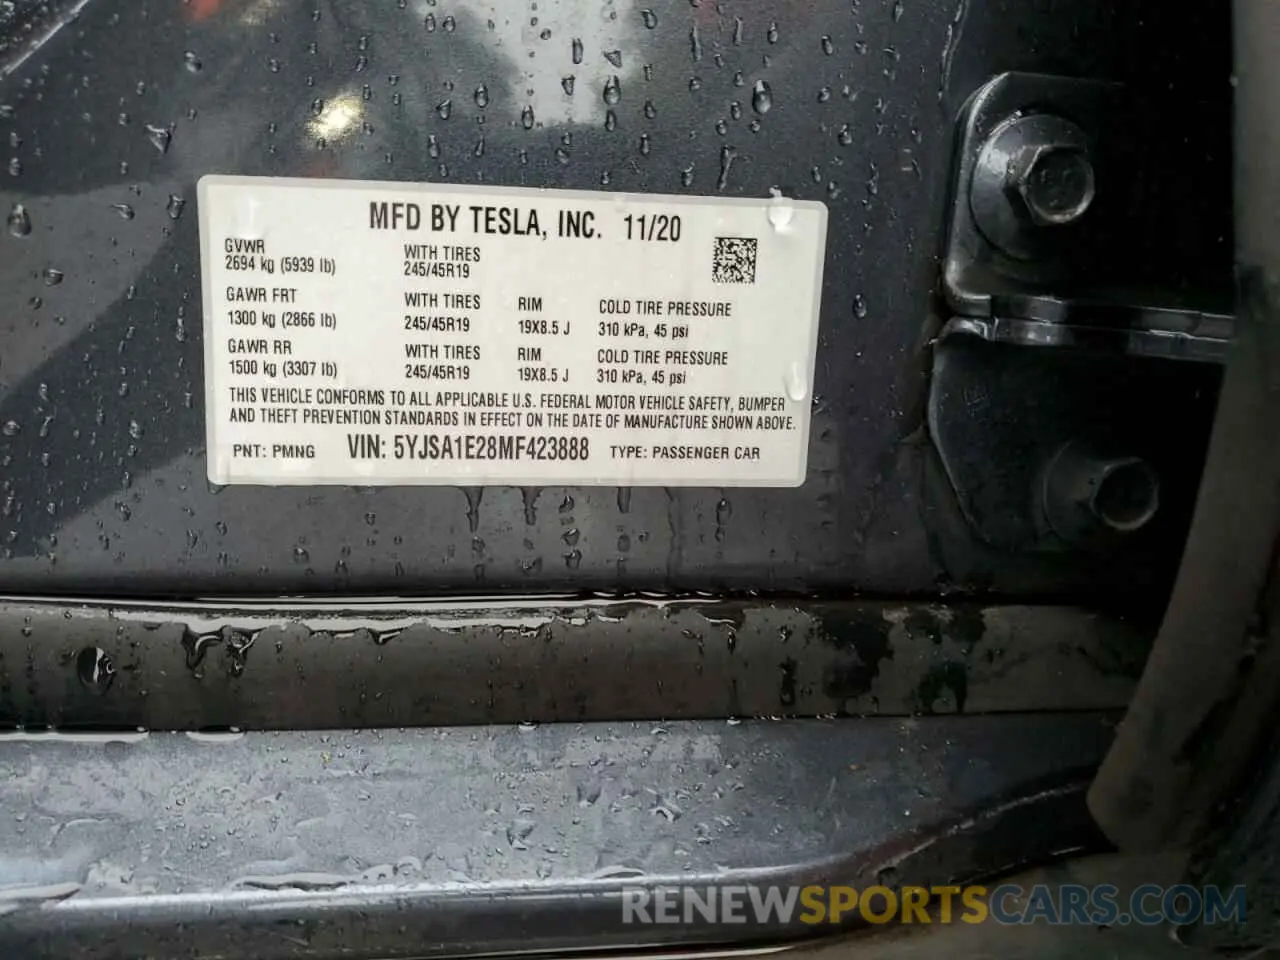 MFD BY TESLA, INC. 11/20
GVWR
2694 kg (5939 lb)
WITH TIRES
245/45R19
GAWR FRT
1300 kg (2866 lb)
WITH TIRES
245/45R19
RIM
19X8.5 J
COLD TIRE PRESSURE
310 kPa, 45 psi
GAWR RR
1500 kg (3307 lb)
WITH TIRES
245/45R19
RIM
19X8.5 J
COLD TIRE PRESSURE
310 kPa, 45 psi
THIS VEHICLE CONFORMS TO ALL APPLICABLE U.S. FEDERAL MOTOR VEHICLE SAFETY, BUMPER
AND THEFT PREVENTION STANDARDS IN EFFECT ON THE DATE OF MANUFACTURE SHOWN ABOVE.
PNT: PMNG VIN: 5YJSA1E28MF423888 TYPE: PASSENGER CAR
RENEWSPORTSCARS.COM